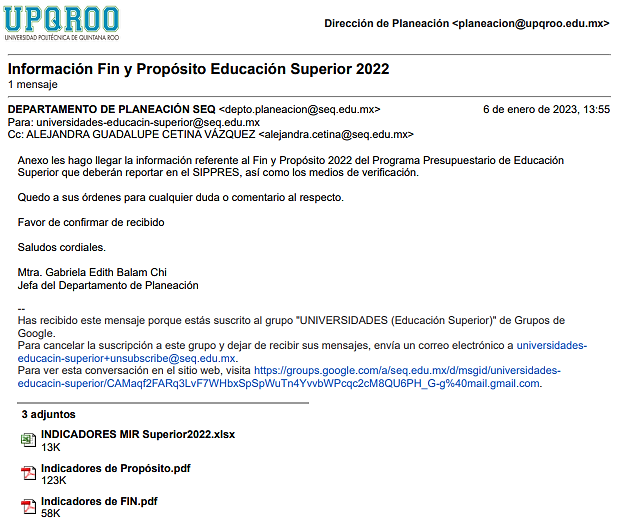 UPQROO
UNIVERSIDAD POLITÉCNICA DE QUINTANA ROO
Dirección de Planeación <planeacion@upqroo.edu.mx>
Información Fin y Propósito Educación Superior 2022
1 mensaje
DEPARTAMENTO DE PLANEACIÓN SEQ <depto.planeacion@seq.edu.mx> 6 de enero de 2023, 13:55
Para: universidades-educacin-superior@seq.edu.mx
Cc: ALEJANDRA GUADALUPE CETINA VÁZQUEZ <alejandra.cetina@seq.edu.mx>
Anexo les hago llegar la información referente al Fin y Propósito 2022 del Programa Presupuestario de Educación
Superior que deberán reportar en el SIPPRES, así como los medios de verificación.
Quedo a sus órdenes para cualquier duda o comentario al respecto.
Favor de confirmar de recibido
Saludos cordiales.
Mtra. Gabriela Edith Balam Chi
Jefa del Departamento de Planeación
--
Has recibido este mensaje porque estás suscrito al grupo "UNIVERSIDADES (Educación Superior)" de Grupos de
Google.
Para cancelar la suscripción a este grupo y dejar de recibir sus mensajes, envía un correo electrónico a universidades-
educacin-superior+unsubscribe@seq.edu.mx.
Para ver esta conversación en el sitio web, visita https://groups.google.com/a/seq.edu.mx/d/msgid/universidades-
educacin-superior/CAMaqf2FARq3LvF7WHbxSpSpWuTn4YvvbWPcqc2cM8QU6PH_G-g%40mail.gmail.com.
3 adjuntos
INDICADORES MIR Superior2022.xlsx
13K
Indicadores de Propósito.pdf
123K
Indicadores de FIN.pdf
58K